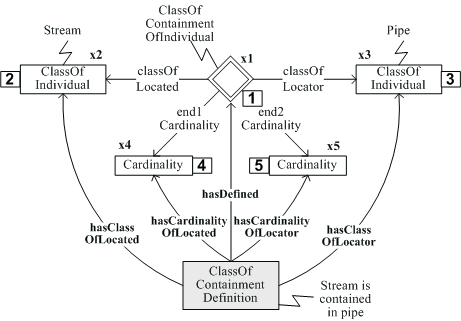 ClassOf
Containment
OfIndividual
Stream
Pipe
x2
x1
x3
2
ClassOf
Individual
classOf
Located
classOf
Locator
ClassOf
Individual
3
1
end1
Cardinality
end2
Cardinality
x4
x5
Cardinality
4
5
Cardinality
hasDefined
hasCardinality
OfLocated
hasCardinality
OfLocator
hasClass
OfLocated
hasClass
OfLocator
ClassOf
Containment
Definition
Stream is
contained
in pipe